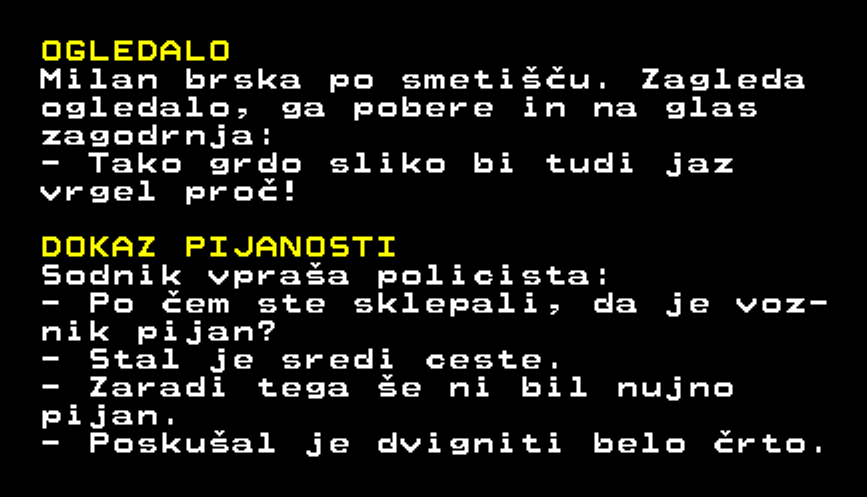 OGLEDALO
Milan brska po smetišču. Zagleda
ogledalo, ga pobere in na glas
zagodrnja:
- Tako grdo sliko bi tudi jaz
vrgel proč!
DOKAZ PIJANOSTI
Sodnik vpraša policista:
- Po čem ste sklepali, da je voz-
nik pijan?
- Stal je sredi ceste.
- Zaradi tega še ni bil nujno
pijan.
- Poskušal je dvigniti belo črto.